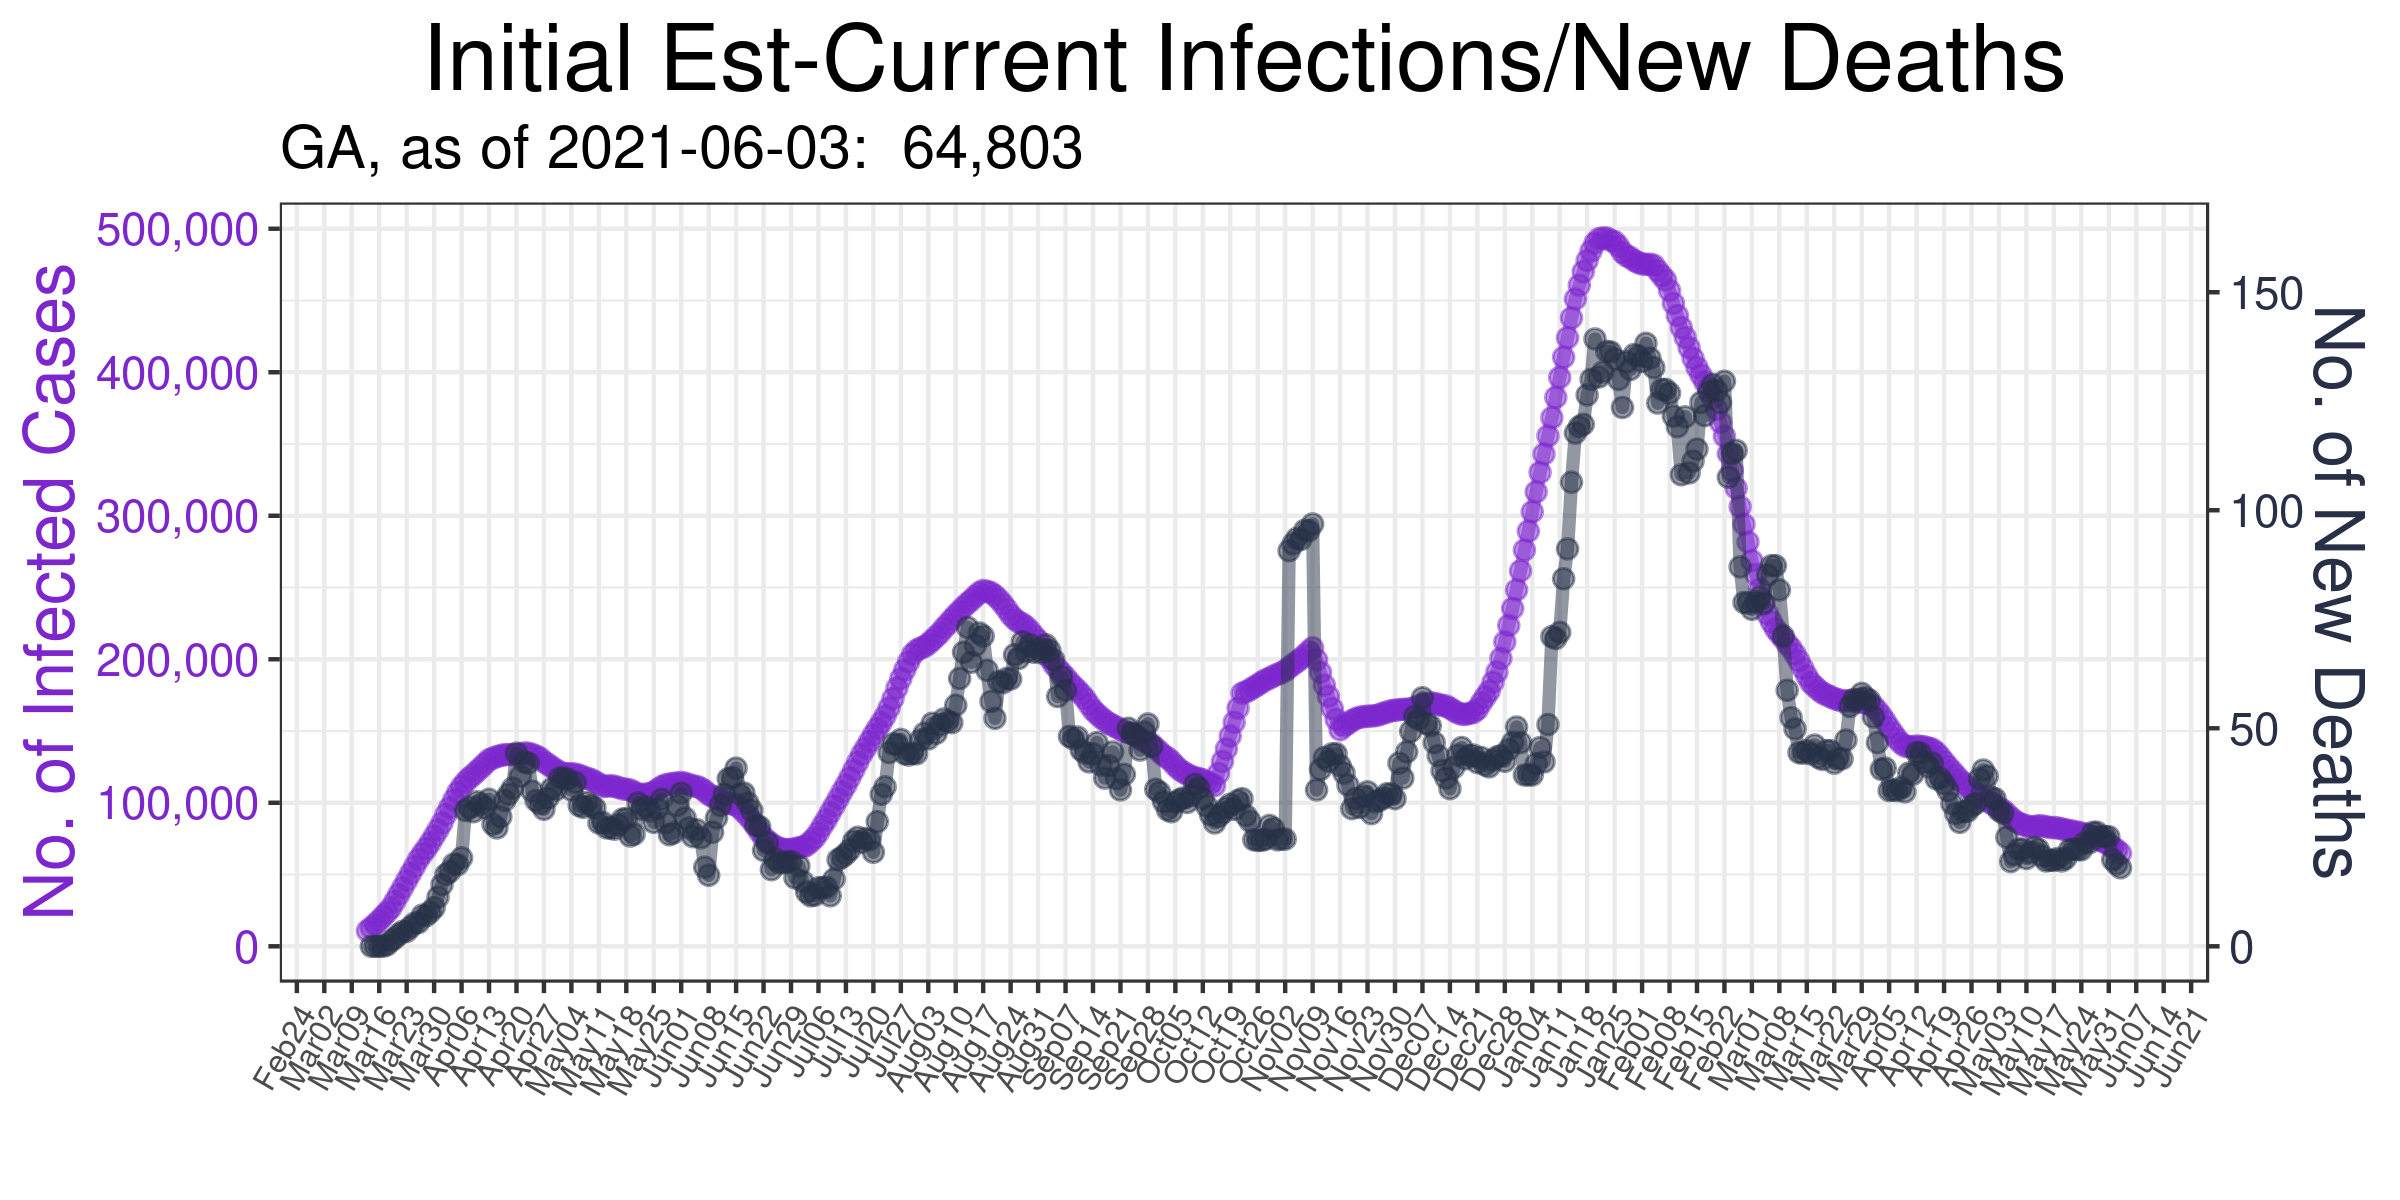 Initial Est-Current Infections/New Deaths
GA, as of 2021-06-03:  64,803
No. of Infected Cases
500,000
400,000
300,000
200,000
100,000
0
150
100
50
0
No. of New Deaths
Feb24
Mar02
Mar09
Mar16
Mar23
Mar30
Apr06
Apr13
Apr20
Apr27
May04
May11
May18
May25
Jun01
Jun08
Jun15
Jun22
Jun29
Jul06
Jul13
Jul20
Jul27
Aug03
Aug10
Aug17
Aug24
Aug31
Sep07
Sep14
Sep21
Sep28
Oct05
Oct12
Oct19
Oct26
Nov02
Nov09
Nov16
Nov23
Nov30
Dec07
Dec14
Dec21
Dec28
Jan04
Jan11
Jan18
Jan25
Feb01
Feb08
Feb15
Feb22
Mar01
Mar08
Mar15
Mar22
Mar29
Apr05
Apr12
Apr19
Apr26
May03
May10
May17
May24
May31
Jun07
Jun14
Jun21